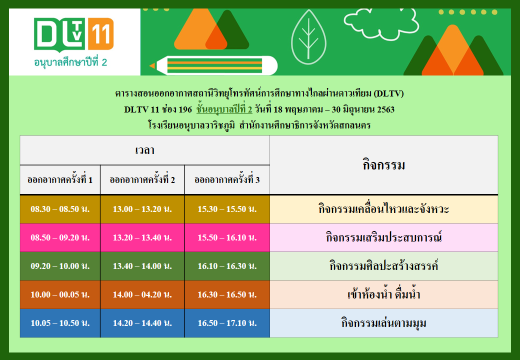 DLTV 11
อนุบาลศึกษาปีที่ 2
ตารางสอนออกอากาศสถานีวิทยุโทรทัศน์การศึกษาทางไกลผ่านดาวเทียม (DLTV)
DLTV 11 ช่อง 196 ชั้นอนุบาลปีที่ 2 วันที่ 18 พฤษภาคม – 30 มิถุนายน 2563
โรงเรียนอนุบาลวาริชภูมิ สำนักงานศึกษาธิการจังหวัดสกลนคร
เวลา กิจกรรม
ออกอากาศครั้งที่ 1 ออกอากาศครั้งที่ 2 ออกอากาศครั้งที่ 3
08.30 – 08.50 น. 13.00 – 13.20 น. 15.30 – 15.50 น. กิจกรรมเคลื่อนไหวและจังหวะ
08.50 – 09.20 น. 13.20 – 13.40 น. 15.50 – 16.10 น. กิจกรรมเสริมประสบการณ์
09.20 – 10.00 น. 13.40 – 14.00 น. 16.10 – 16.30 น. กิจกรรมศิลปะสร้างสรรค์
10.00 – 00.05 น. 14.00 – 04.20 น. 16.30 – 16.50 น. เข้าห้องน้ำ ดื่มน้ำ
10.05 – 10.50 น. 14.20 – 14.40 น. 16.50 – 17.10 น. กิจกรรมเล่นตามมุม